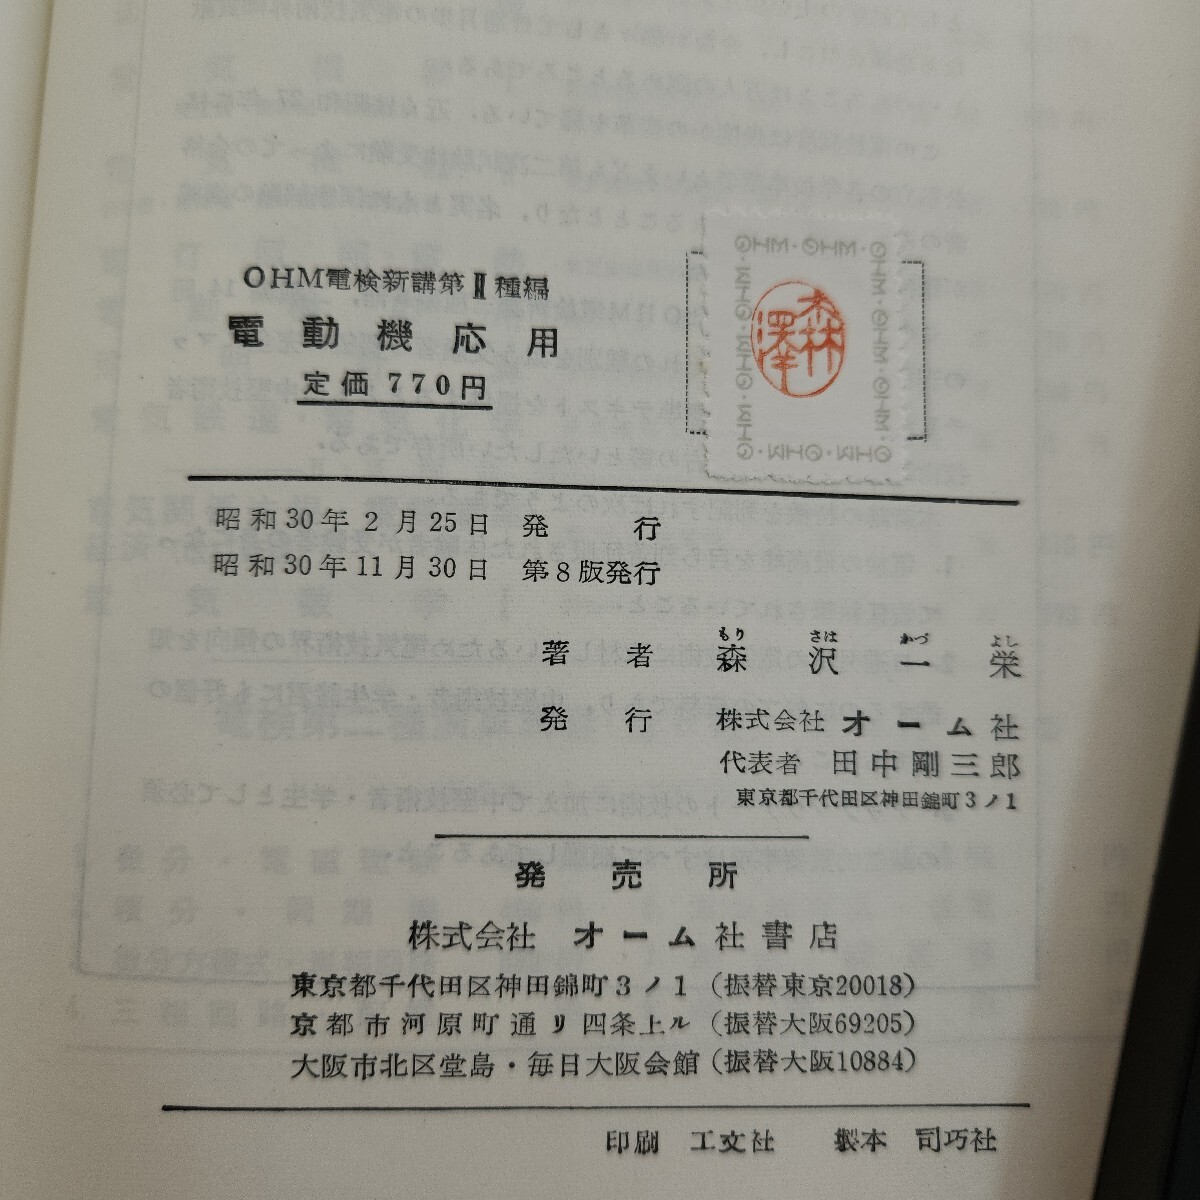 OHM電検新講第Ⅱ種編
電動機応用
定価 770円
森澤
OHM・OHM・OHM・OHM
昭和30年2月25日 発行
昭和30年11月30日 第8版発行
もり さは かづ よし
著者 森沢一栄
発行 株式会社 オーム社
代表者 田中剛三郎
東京都千代田区神田錦町3ノ1
発売所
株式会社 オーム社書店
東京都千代田区神田錦町3ノ1 (振替東京20018)
京都市河原町通リ四条上ル (振替大阪69205)
大阪市北区堂島・毎日大阪会館 (振替大阪10884)
印刷 工文社 製本 司巧社